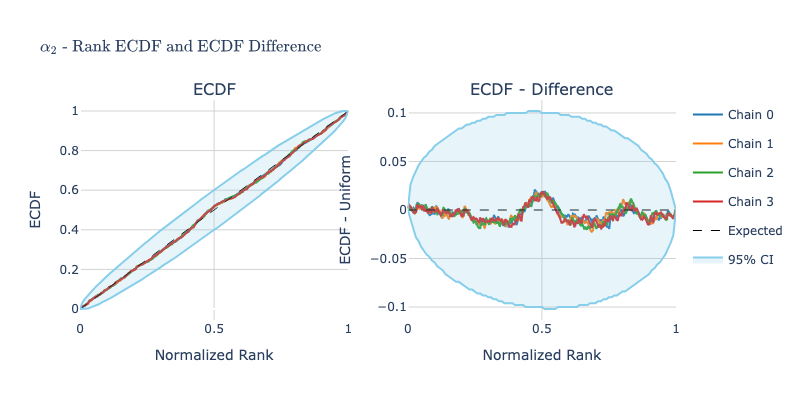 α₂ - Rank ECDF and ECDF Difference
ECDF
ECDF - Difference
ECDF
1
0.8
0.6
0.4
0.2
0
0
0.5
1
Normalized Rank
ECDF - Uniform
0.1
0.05
0
−0.05
−0.1
0
0.5
1
Normalized Rank
Chain 0
Chain 1
Chain 2
Chain 3
Expected
95% CI